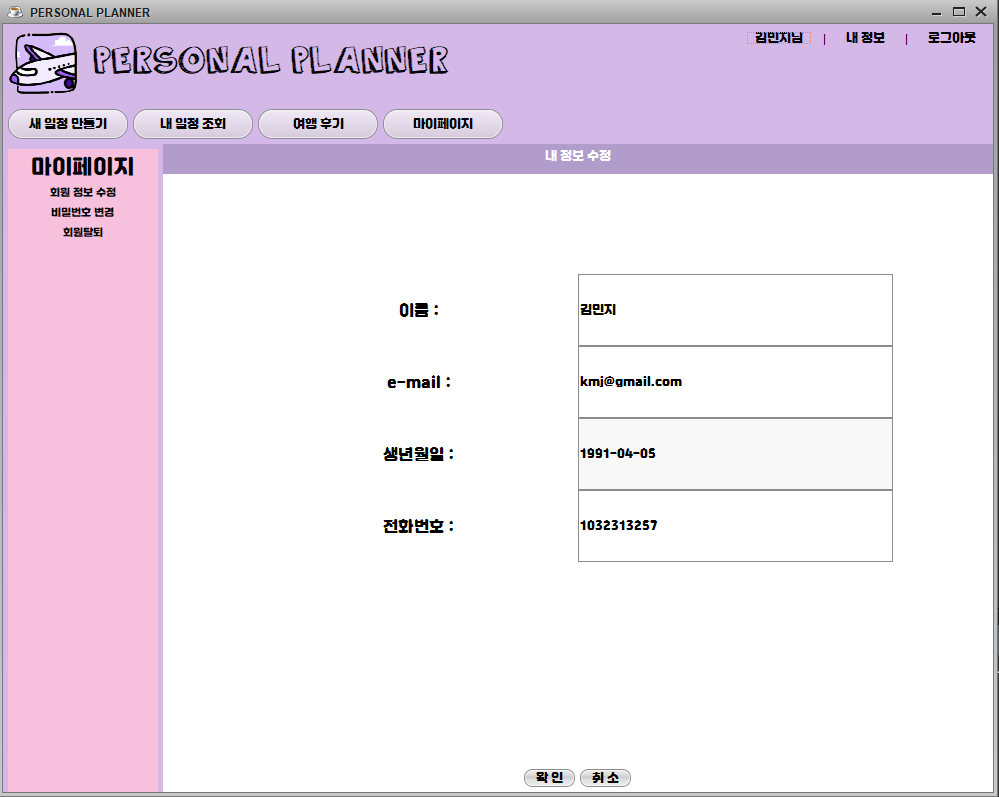 PERSONAL PLANNER
PERSONAL PLANNER
김민지님 | 내 정보 | 로그아웃
새 일정 만들기 내 일정 조회 여행 후기 마이페이지
마이페이지
회원 정보 수정
비밀번호 변경
회원탈퇴
내 정보 수정
이름 : 김민지
e-mail : kmj@gmail.com
생년월일 : 1991-04-05
전화번호 : 1032313257
확 인 취 소